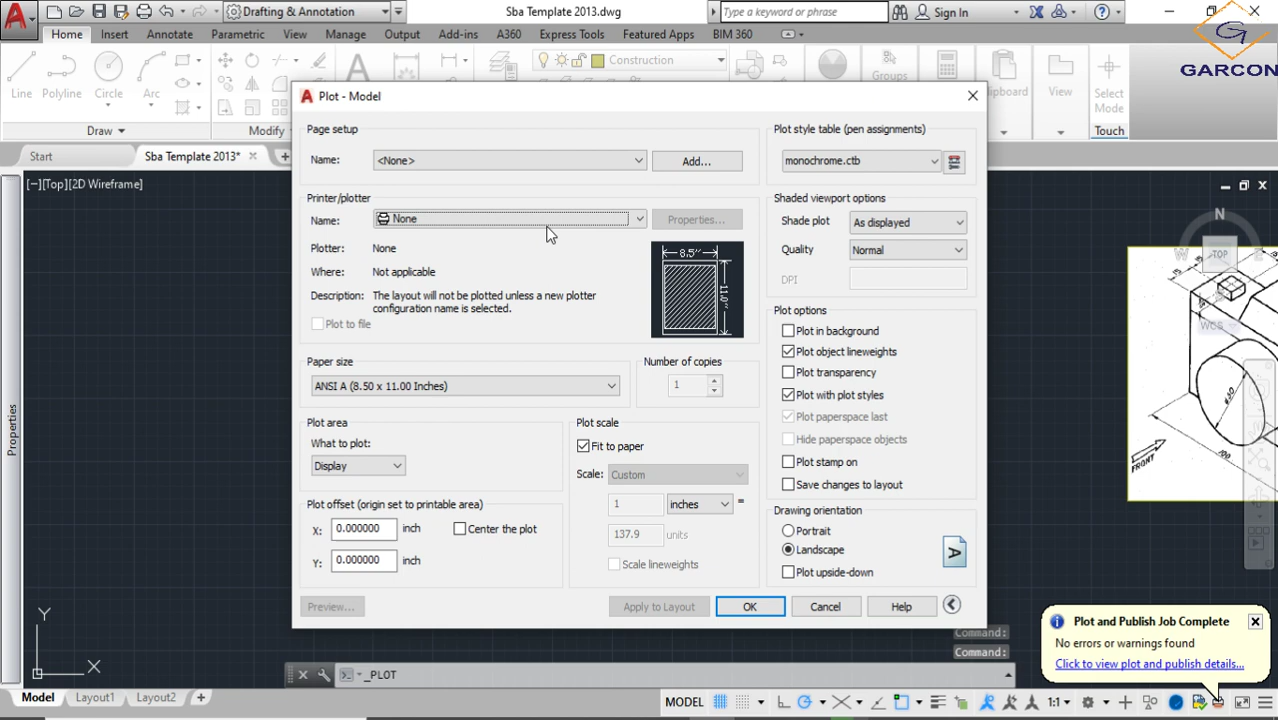 Drafting & Annotation
Sba Template 2013.dwg
Type a keyword or phrase
Sign In
GARCON
Home
Insert
Annotate
Parametric
View
Manage
Output
Add-ins
A360
Express Tools
Featured Apps
BIM 360
Line
Polyline
Circle
Arc
Construction
Groups
Clipboard
View
Select
Mode
Draw
Modify
Touch
Start
Sba Template 2013*
[−][Top][2D Wireframe]
Properties
Plot - Model
Page setup
Name: <None>
Add...
Printer/plotter
Name: None
Properties...
Plotter: None
Where: Not applicable
Description: The layout will not be plotted unless a new plotter
configuration name is selected.
Plot to file
8.5"
11.0"
Paper size
ANSI A (8.50 x 11.00 Inches)
Number of copies
1
Plot area
What to plot:
Display
Plot offset (origin set to printable area)
X: 0.000000 inch
Center the plot
Y: 0.000000 inch
Plot scale
Fit to paper
Scale: Custom
1 inches =
137.9 units
Scale lineweights
Plot style table (pen assignments)
monochrome.ctb
Shaded viewport options
Shade plot As displayed
Quality Normal
DPI
Plot options
Plot in background
Plot object lineweights
Plot transparency
Plot with plot styles
Plot paperspace last
Hide paperspace objects
Plot stamp on
Save changes to layout
Drawing orientation
Portrait
Landscape
A
Plot upside-down
Preview...
Apply to Layout
OK
Cancel
Help
N
W
TOP
E
WCS
FRONT
100
Y
X
Command:
Command:
_PLOT
Plot and Publish Job Complete
No errors or warnings found
Click to view plot and publish details...
Model
Layout1
Layout2
MODEL
1:1